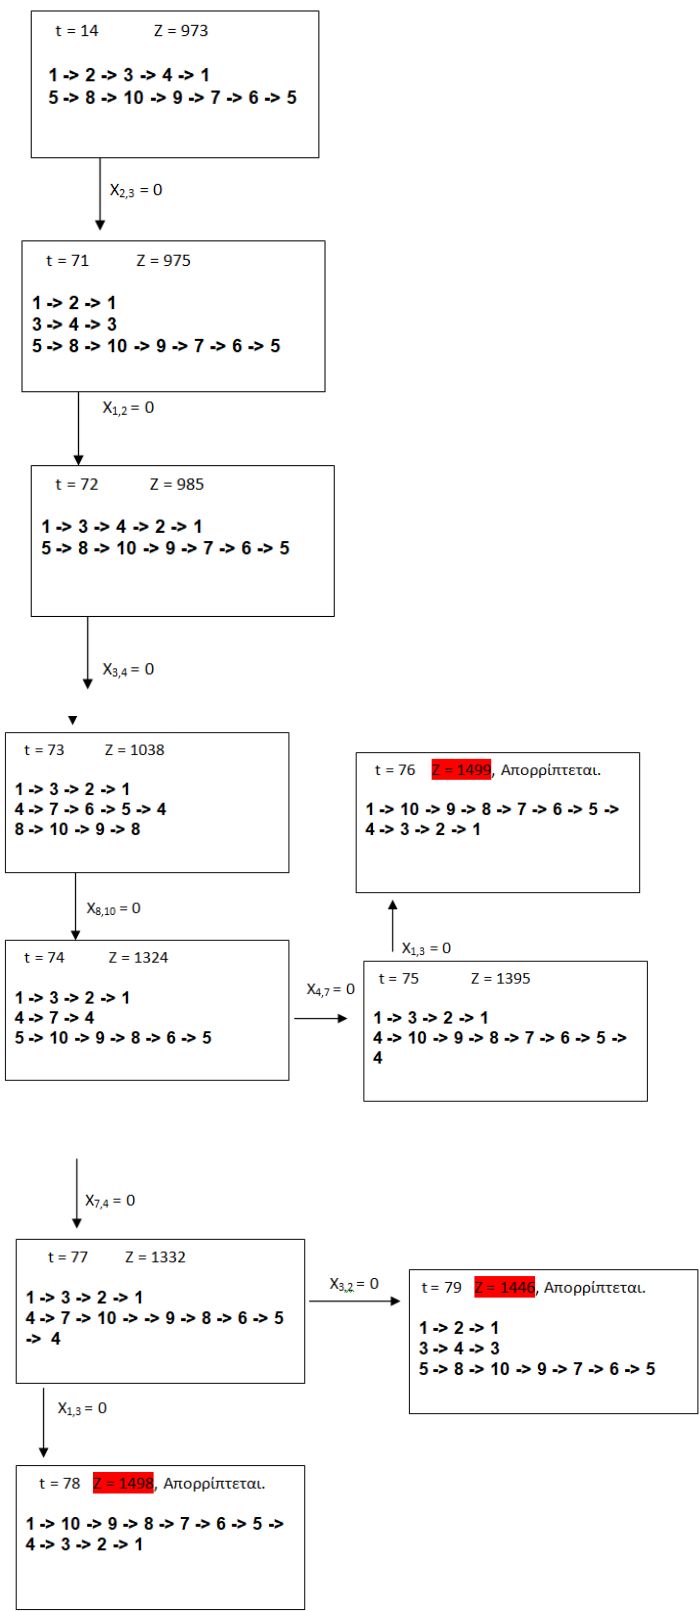 t = 14 Z = 973
1 -> 2 -> 3 -> 4 -> 1
5 -> 8 -> 10 -> 9 -> 7 -> 6 -> 5
X2,3 = 0
t = 71 Z = 975
1 -> 2 -> 1
3 -> 4 -> 3
5 -> 8 -> 10 -> 9 -> 7 -> 6 -> 5
X1,2 = 0
t = 72 Z = 985
1 -> 3 -> 4 -> 2 -> 1
5 -> 8 -> 10 -> 9 -> 7 -> 6 -> 5
X3,4 = 0
t = 73 Z = 1038
1 -> 3 -> 2 -> 1
4 -> 7 -> 6 -> 5 -> 4
8 -> 10 -> 9 -> 8
t = 76 Z = 1499, Απορρίπτεται.
1 -> 10 -> 9 -> 8 -> 7 -> 6 -> 5 ->
4 -> 3 -> 2 -> 1
X8,10 = 0
X1,3 = 0
t = 74 Z = 1324
1 -> 3 -> 2 -> 1
4 -> 7 -> 4
5 -> 10 -> 9 -> 8 -> 6 -> 5
X4,7 = 0
t = 75 Z = 1395
1 -> 3 -> 2 -> 1
4 -> 10 -> 9 -> 8 -> 7 -> 6 -> 5 ->
4
X7,4 = 0
t = 77 Z = 1332
1 -> 3 -> 2 -> 1
4 -> 7 -> 10 -> -> 9 -> 8 -> 6 -> 5
-> 4
X3,2 = 0
t = 79 Z = 1446, Απορρίπτεται.
1 -> 2 -> 1
3 -> 4 -> 3
5 -> 8 -> 10 -> 9 -> 7 -> 6 -> 5
X1,3 = 0
t = 78 Z = 1498, Απορρίπτεται.
1 -> 10 -> 9 -> 8 -> 7 -> 6 -> 5 ->
4 -> 3 -> 2 -> 1